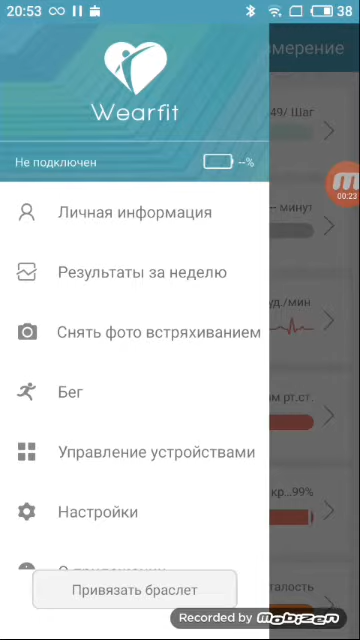 20:53
38
Wearfit
Не подключен
--%
Личная информация
Результаты за неделю
Снять фото встряхиванием
Бег
Управление устройствами
Настройки
Привязать браслет
мерение
49/ Шаг
-- минут
уд./мин
м рт.ст.
кр...99%
талость
00:23
Recorded by Mobizen